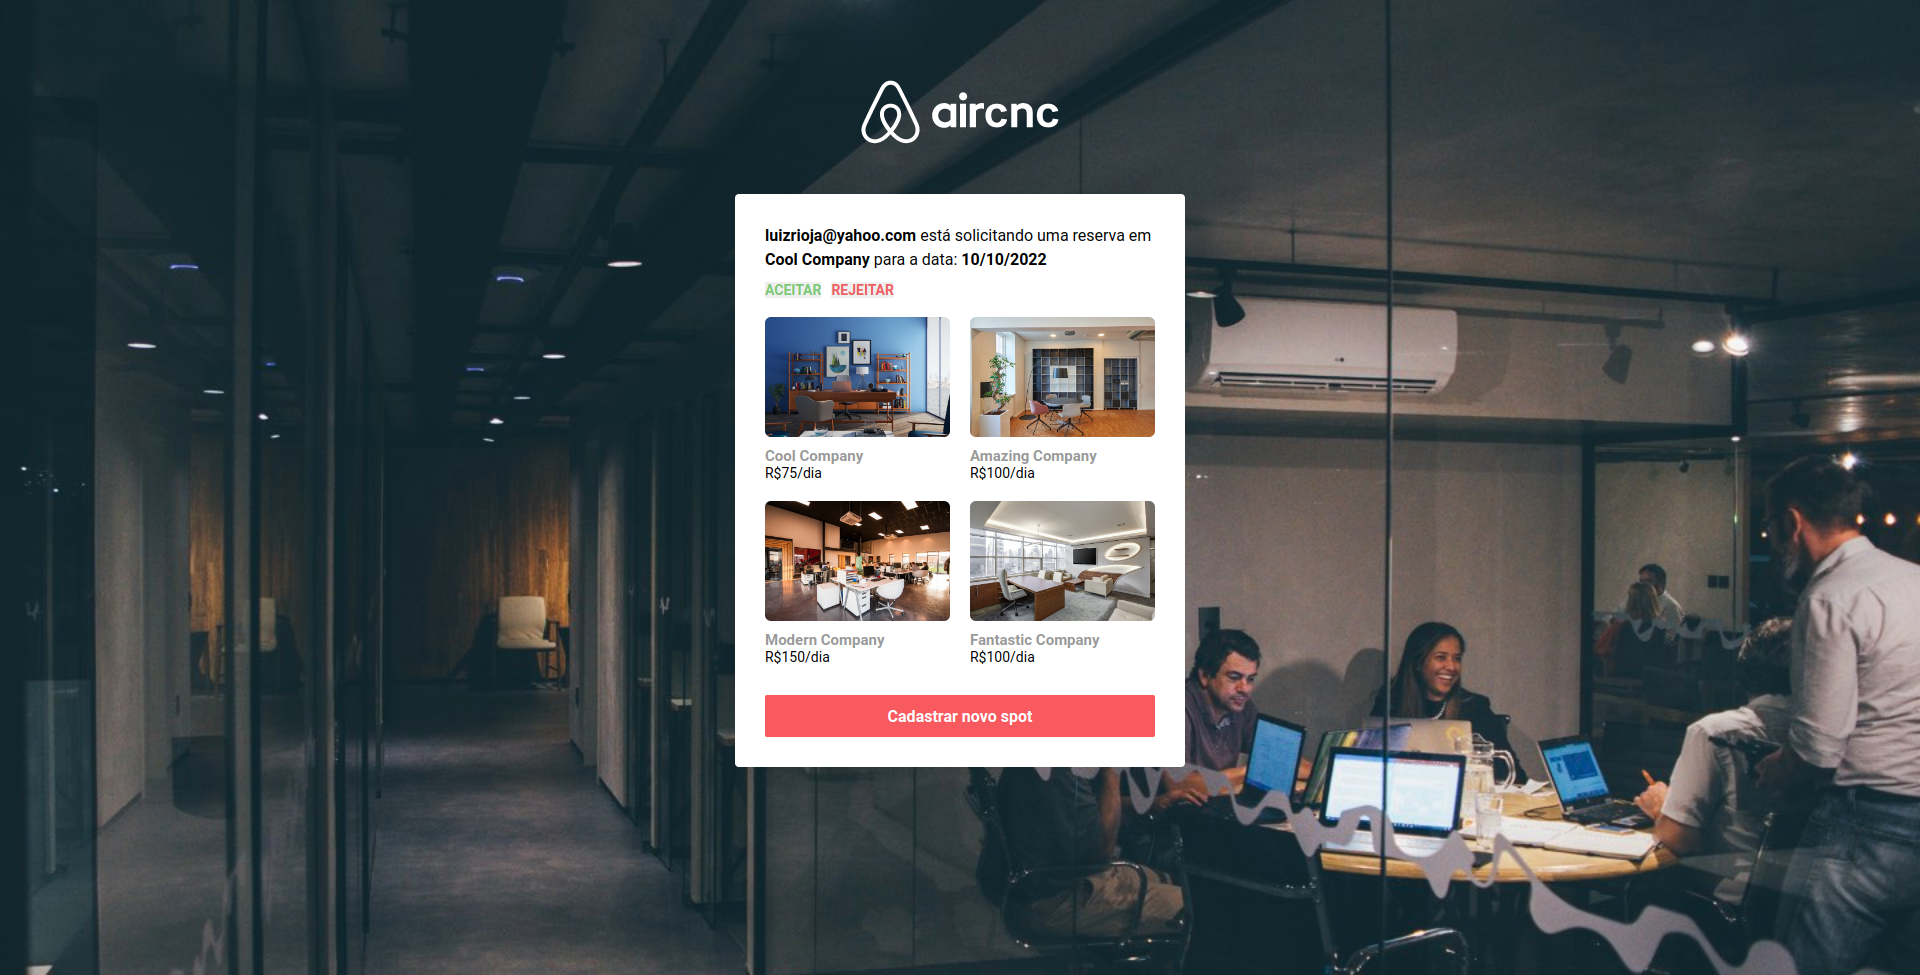 aircnc
luizrioja@yahoo.com está solicitando uma reserva em
Cool Company para a data: 10/10/2022
ACEITAR REJEITAR
Cool Company
R$75/dia
Amazing Company
R$100/dia
Modern Company
R$150/dia
Fantastic Company
R$100/dia
Cadastrar novo spot